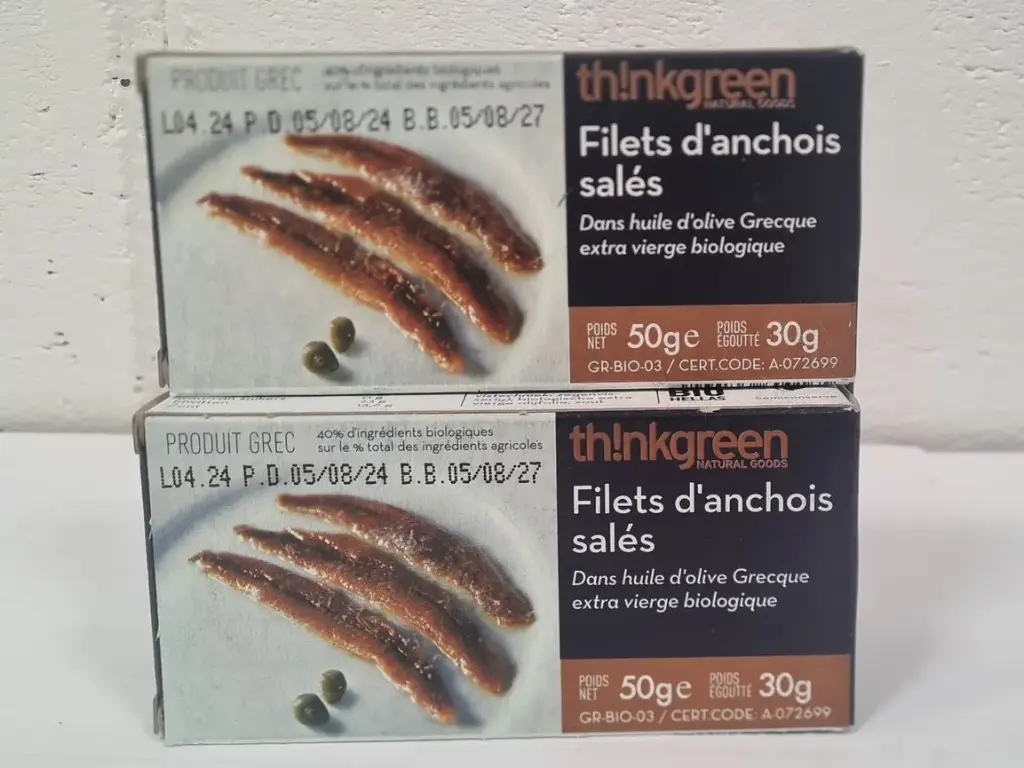 PRODUIT GREC
40% d'ingrédients biologiques
sur le % total des ingrédients agricoles
L04.24 P.D.05/08/24 B.B.05/08/27
th!nkgreen
NATURAL GOODS
Filets d'anchois
salés
Dans huile d'olive Grecque
extra vierge biologique
POIDS
NET
50g e
POIDS
ÉGOUTTÉ
30g
GR-BIO-03 / CERT.CODE: A-072699
BIO
HELLAS
PRODUIT GREC
40% d'ingrédients biologiques
sur le % total des ingrédients agricoles
L04.24 P.D.05/08/24 B.B.05/08/27
th!nkgreen
NATURAL GOODS
Filets d'anchois
salés
Dans huile d'olive Grecque
extra vierge biologique
POIDS
NET
50g e
POIDS
ÉGOUTTÉ
30g
GR-BIO-03 / CERT.CODE: A-072699